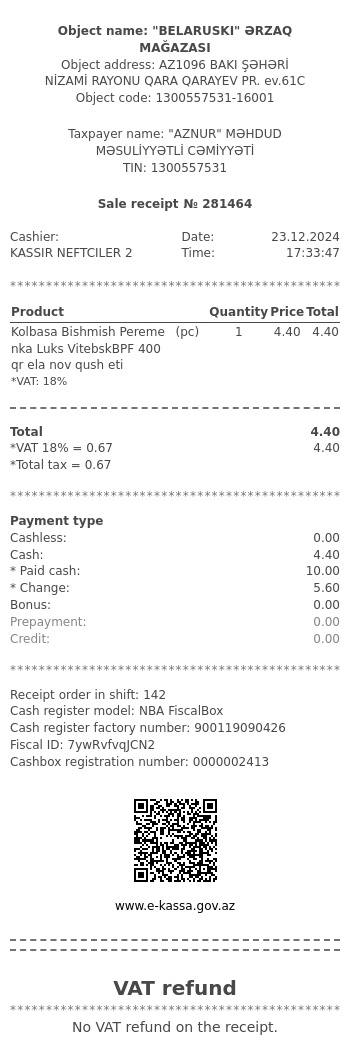 Object name: "BELARUSKI" ƏRZAQ
MAĞAZASI
Object address: AZ1096 BAKI ŞƏHƏRİ
NİZAMİ RAYONU QARA QARAYEV PR. ev.61C
Object code: 1300557531-16001
Taxpayer name: "AZNUR" MƏHDUD
MƏSULİYYƏTLİ CƏMİYYƏTİ
TIN: 1300557531
Sale receipt № 281464
Cashier: Date: 23.12.2024
KASSIR NEFTCILER 2 Time: 17:33:47
**********************************************
Product Quantity Price Total
Kolbasa Bishmish Pereme (pc) 1 4.40 4.40
nka Luks VitebskBPF 400
qr ela nov qush eti
*VAT: 18%
Total 4.40
*VAT 18% = 0.67 4.40
*Total tax = 0.67
**********************************************
Payment type
Cashless: 0.00
Cash: 4.40
* Paid cash: 10.00
* Change: 5.60
Bonus: 0.00
Prepayment: 0.00
Credit: 0.00
**********************************************
Receipt order in shift: 142
Cash register model: NBA FiscalBox
Cash register factory number: 900119090426
Fiscal ID: 7ywRvfvqJCN2
Cashbox registration number: 0000002413
www.e-kassa.gov.az
VAT refund
**********************************************
No VAT refund on the receipt.